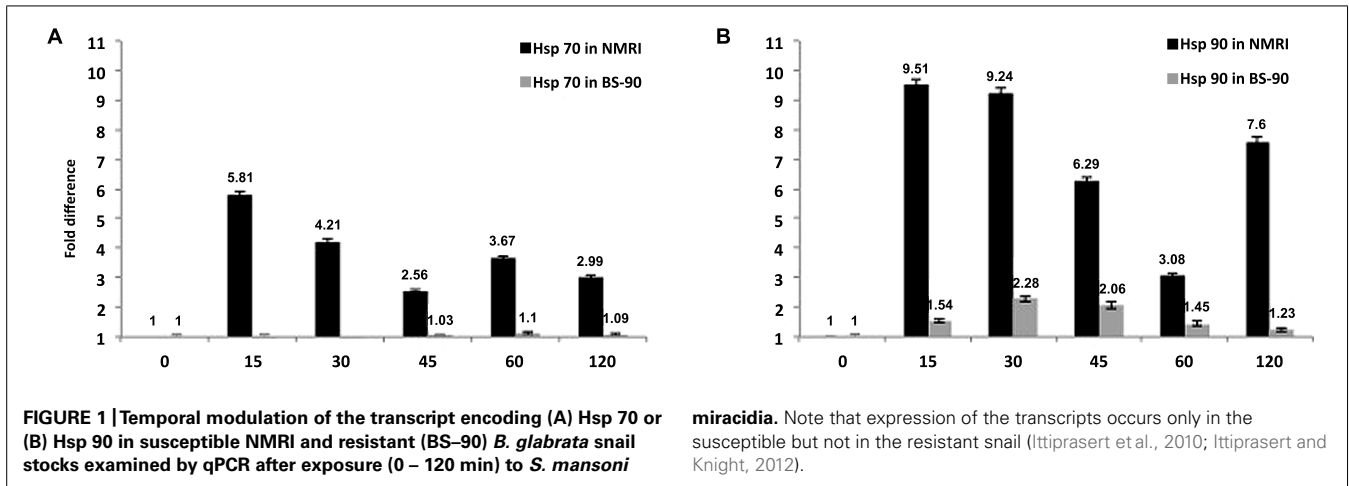 A
11
10
9
8
7
6
5
4
3
2
1
Fold difference
Hsp 70 in NMRI
Hsp 70 in BS-90
1 1
5.81
4.21
2.56
1.03
3.67
1.1
2.99
1.09
0 15 30 45 60 120
B
11
10
9
8
7
6
5
4
3
2
1
Hsp 90 in NMRI
Hsp 90 in BS-90
1 1
9.51
1.54
9.24
2.28
6.29
2.06
3.08
1.45
7.6
1.23
0 15 30 45 60 120
FIGURE 1 | Temporal modulation of the transcript encoding (A) Hsp 70 or
(B) Hsp 90 in susceptible NMRI and resistant (BS–90) B. glabrata snail
stocks examined by qPCR after exposure (0 – 120 min) to S. mansoni
miracidia. Note that expression of the transcripts occurs only in the
susceptible but not in the resistant snail (Ittiprasert et al., 2010; Ittiprasert and
Knight, 2012).